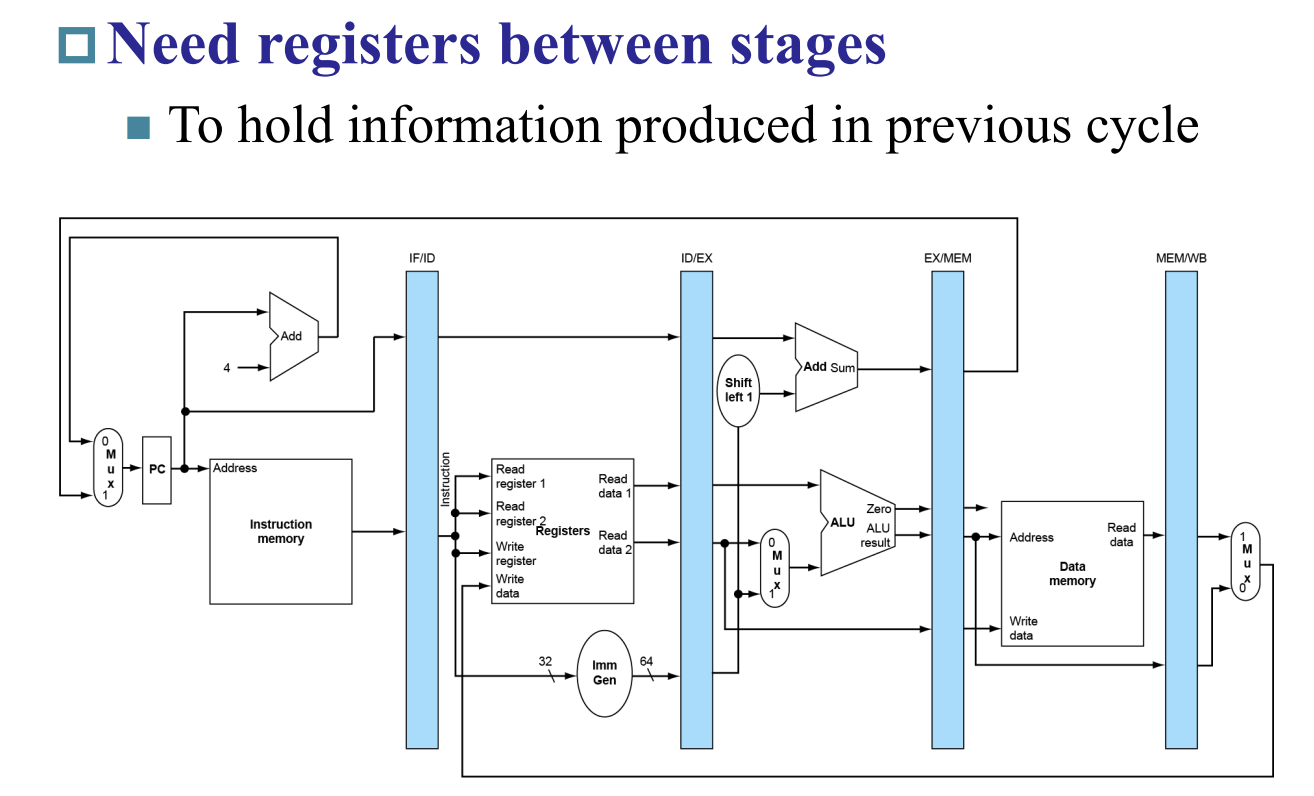 Need registers between stages
To hold information produced in previous cycle
IF/ID
ID/EX
EX/MEM
MEM/WB
Add
4
Add Sum
Shift
left 1
0
M
u
x
1
PC
Address
Instruction
memory
Instruction
Read
register 1
Read
register 2
Registers
Write
register
Write
data
Read
data 1
Read
data 2
32
Imm
Gen
64
0
M
u
x
1
Zero
ALU
ALU
result
Address
Read
data
Data
memory
Write
data
1
M
u
x
0